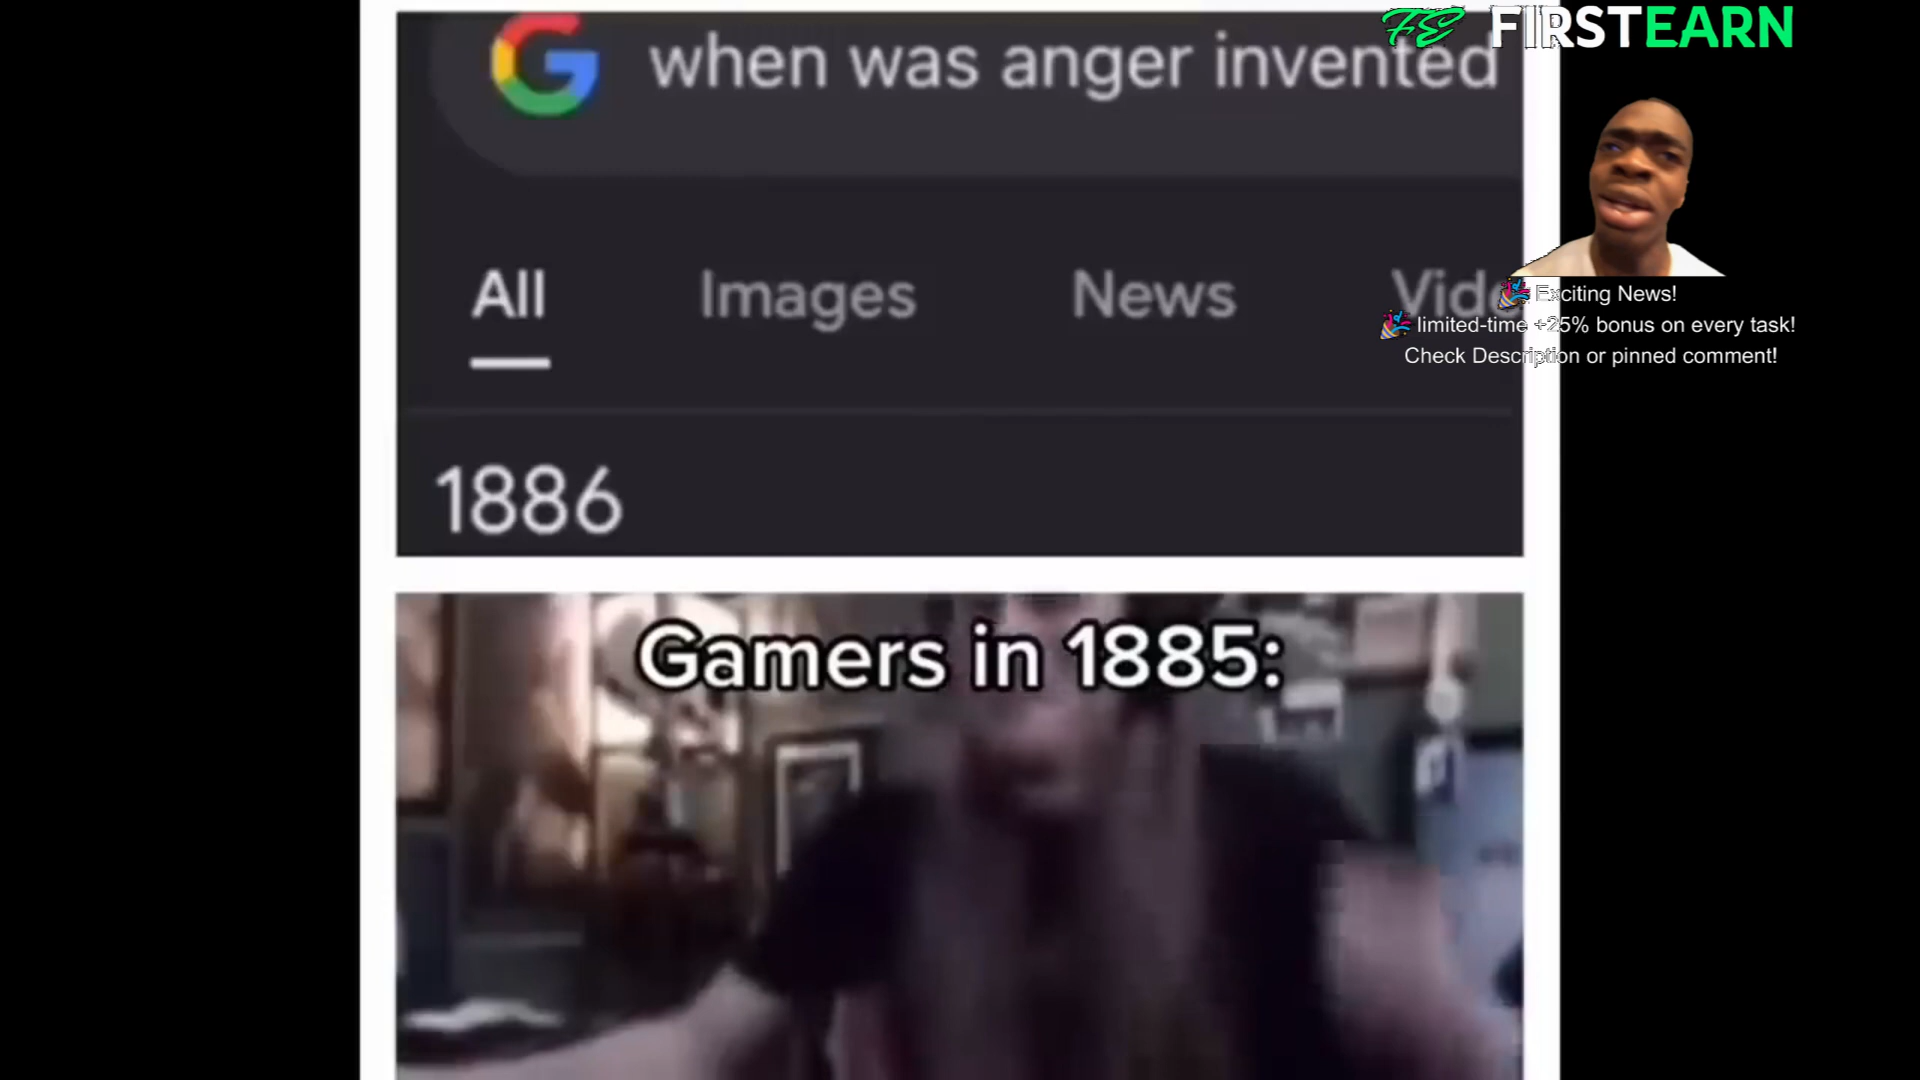 FE FIRSTEARN
when was anger invented
All Images News Vide
1886
🎉 Exciting News!
🎉 limited-time +25% bonus on every task!
Check Description or pinned comment!
Gamers in 1885: